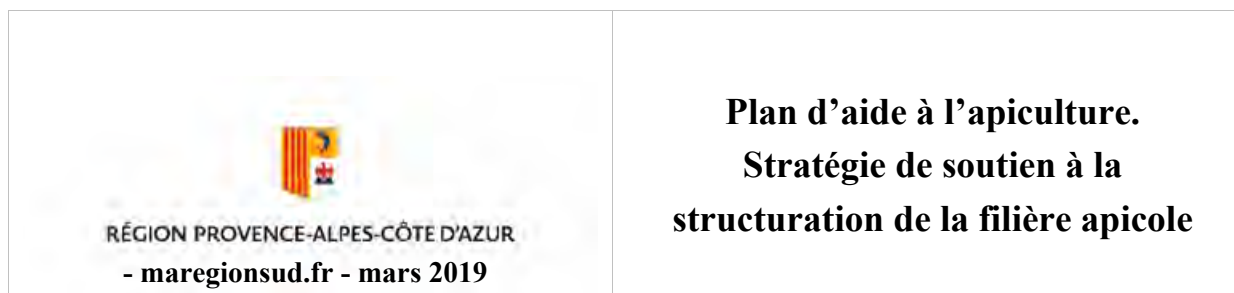 RÉGION PROVENCE-ALPES-CÔTE D'AZUR
- maregionsud.fr - mars 2019
Plan d’aide à l’apiculture.
Stratégie de soutien à la
structuration de la filière apicole